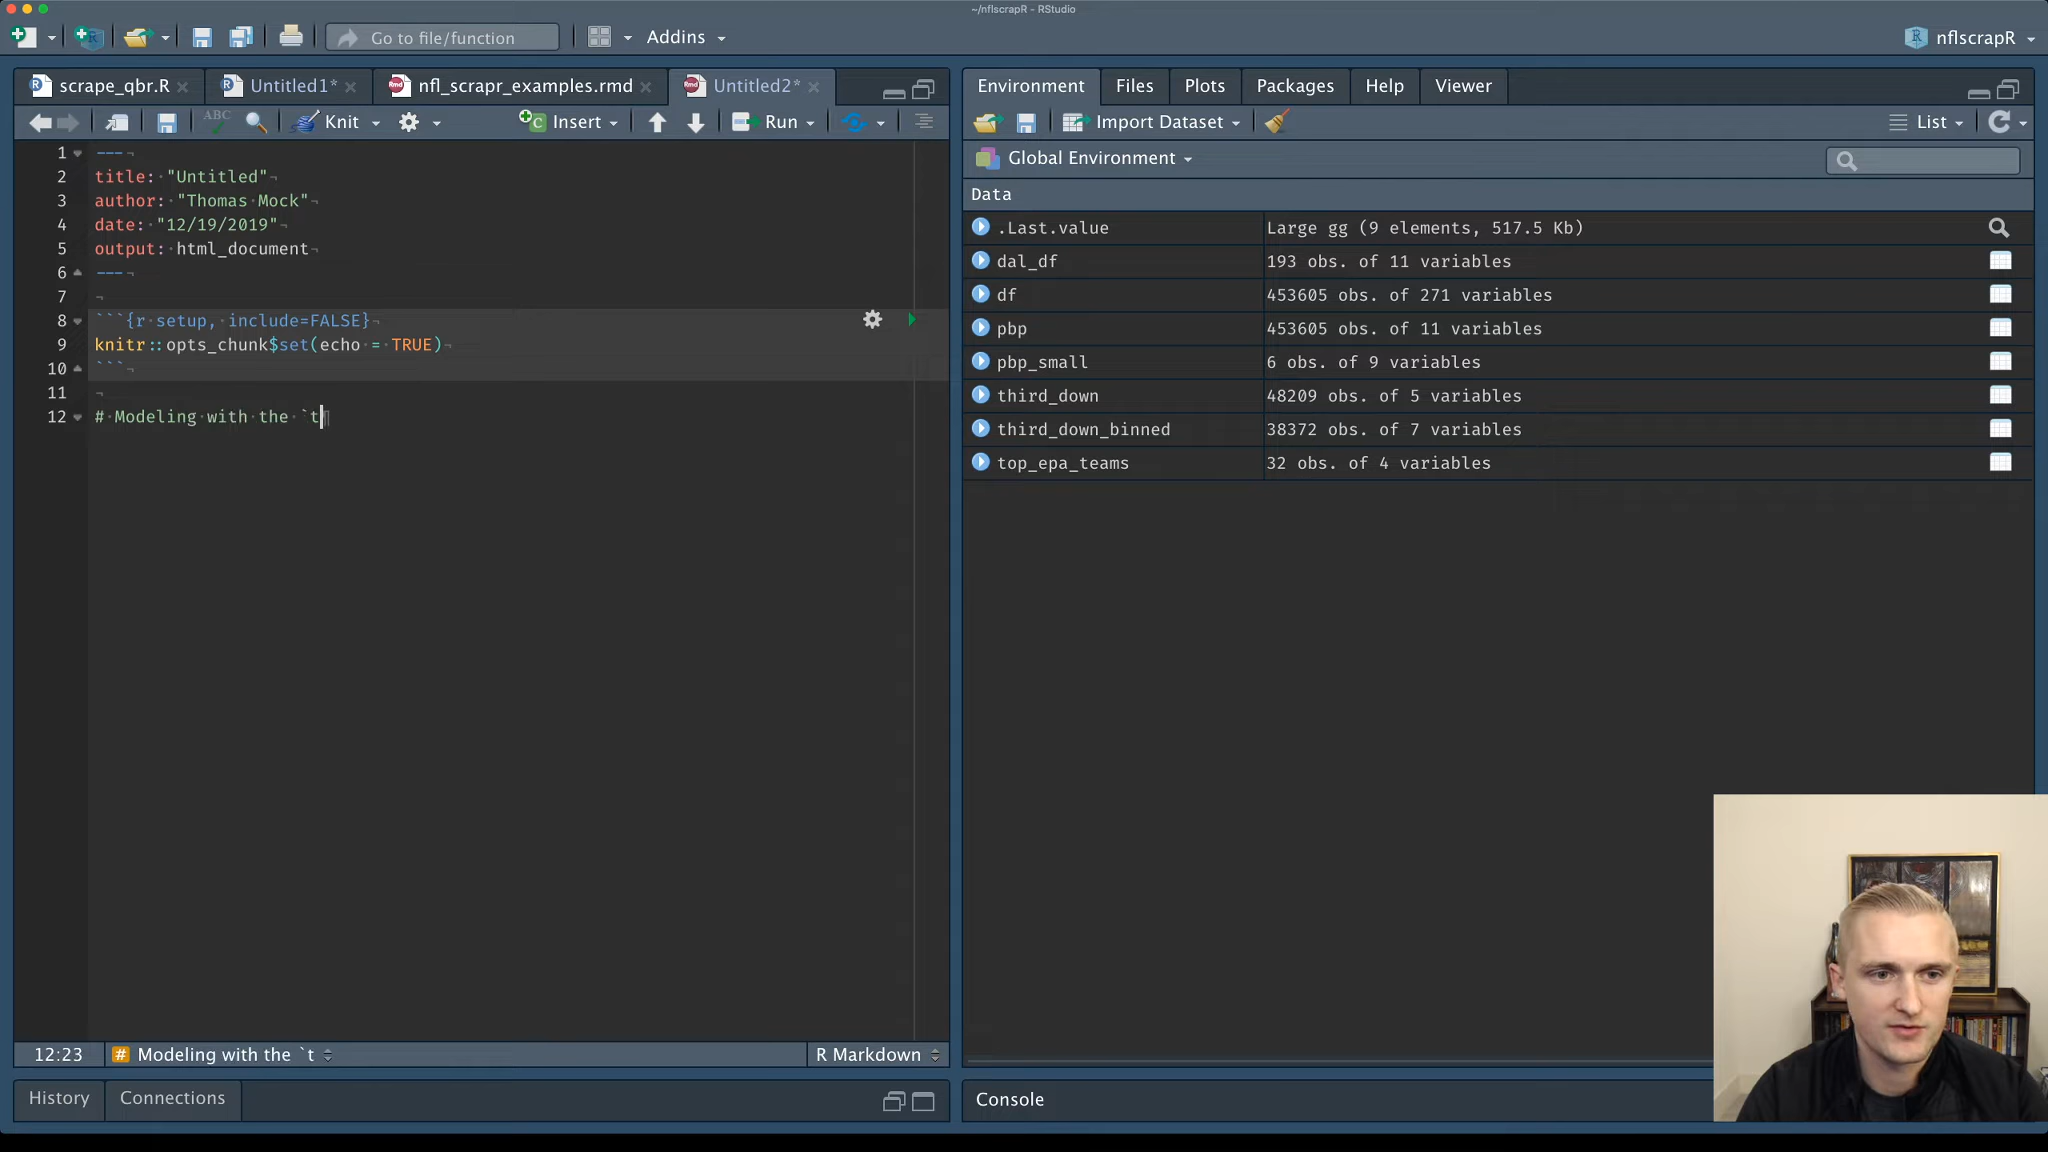 ~/nflscrapR - RStudio
Go to file/function
Addins
nflscrapR
scrape_qbr.R
Untitled1*
nfl_scrapr_examples.rmd
Untitled2*
Environment
Files
Plots
Packages
Help
Viewer
ABC
Knit
Insert
Run
Import Dataset
List
1 ---
2 title: "Untitled"
3 author: "Thomas Mock"
4 date: "12/19/2019"
5 output: html_document
6 ---
7
8 ```{r setup, include=FALSE}
9 knitr::opts_chunk$set(echo = TRUE)
10 ```
11
12 # Modeling with the `t
Global Environment
Data
.Last.value Large gg (9 elements, 517.5 Kb)
dal_df 193 obs. of 11 variables
df 453605 obs. of 271 variables
pbp 453605 obs. of 11 variables
pbp_small 6 obs. of 9 variables
third_down 48209 obs. of 5 variables
third_down_binned 38372 obs. of 7 variables
top_epa_teams 32 obs. of 4 variables
12:23 # Modeling with the `t R Markdown
History
Connections
Console